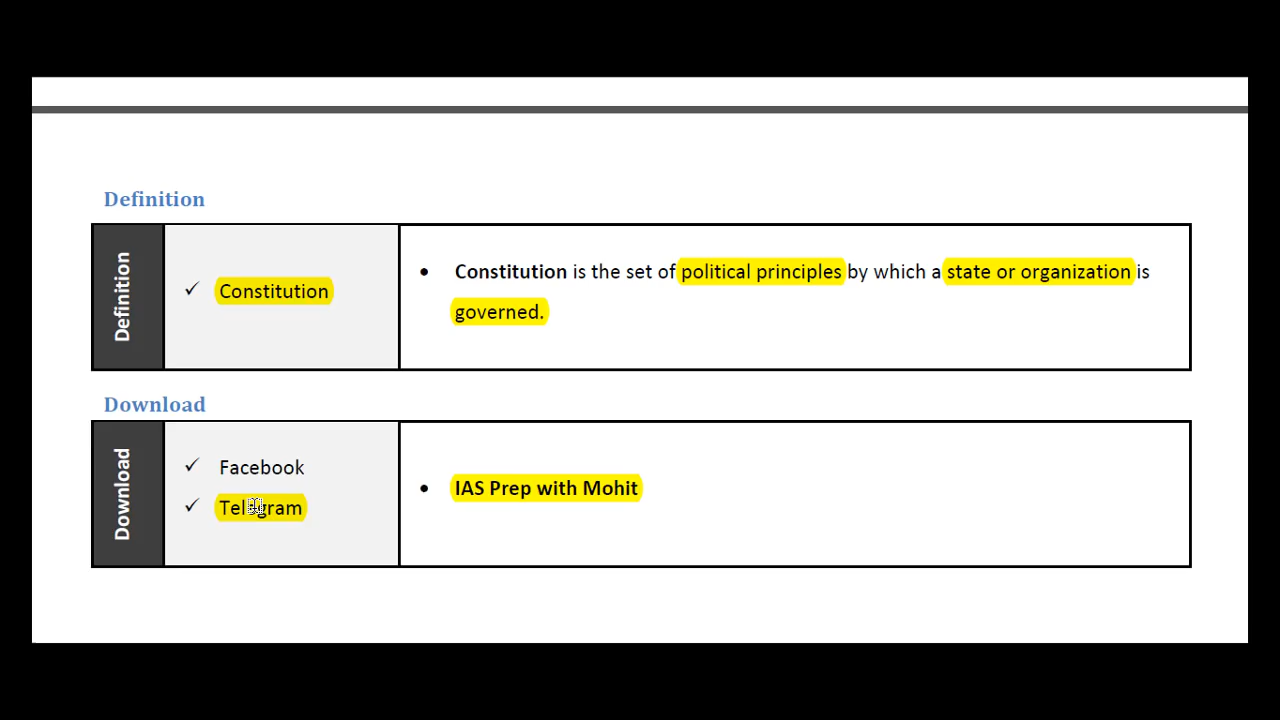 Definition
Definition
✓ Constitution
• Constitution is the set of political principles by which a state or organization is
governed.
Download
Download
✓ Facebook
✓ Telegram
• IAS Prep with Mohit